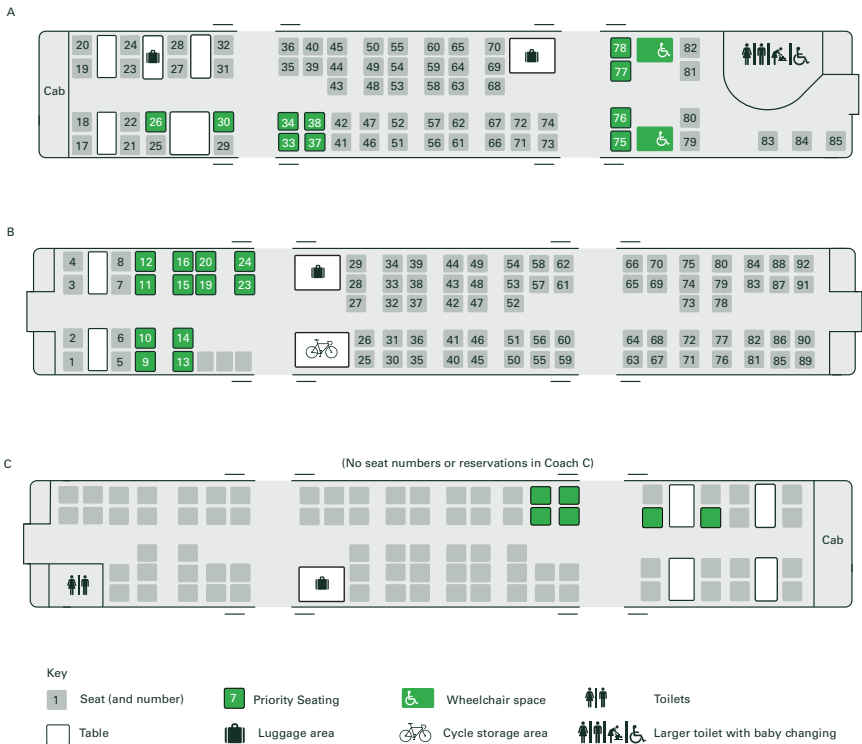 A
20 24 28 32 36 40 45 50 55 60 65 70 78 82
19 23 27 31 35 39 44 49 54 59 64 69 77 81
43 48 53 58 63 68
Cab
18 22 26 30 34 38 42 47 52 57 62 67 72 74 76 80
17 21 25 29 33 37 41 46 51 56 61 66 71 73 75 79 83 84 85
B
4 8 12 16 20 24 29 34 39 44 49 54 58 62 66 70 75 80 84 88 92
3 7 11 15 19 23 28 33 38 43 48 53 57 61 65 69 74 79 83 87 91
27 32 37 42 47 52 73 78
2 6 10 14 26 31 36 41 46 51 56 60 64 68 72 77 82 86 90
1 5 9 13 25 30 35 40 45 50 55 59 63 67 71 76 81 85 89
C
(No seat numbers or reservations in Coach C)
Cab
Key
1 Seat (and number)
7 Priority Seating
Wheelchair space
Toilets
Table
Luggage area
Cycle storage area
Larger toilet with baby changing